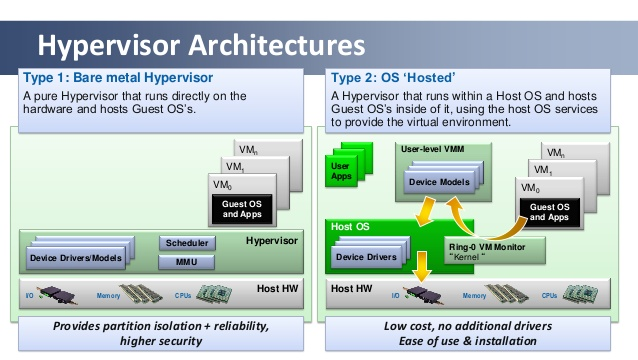 Hypervisor Architectures
Type 1: Bare metal Hypervisor
A pure Hypervisor that runs directly on the
hardware and hosts Guest OS's.
VMn
VM1
VM0
Guest OS
and Apps
Hypervisor
Scheduler
MMU
Device Drivers/Models
Host HW
I/O
Memory
CPUs
Provides partition isolation + reliability,
higher security
Type 2: OS ‘Hosted’
A Hypervisor that runs within a Host OS and hosts
Guest OS's inside of it, using the host OS services
to provide the virtual environment.
User
Apps
User-level VMM
Device Models
VMn
VM1
VM0
Guest OS
and Apps
Host OS
Device Drivers
Ring-0 VM Monitor
“Kernel “
Host HW
I/O
Memory
CPUs
Low cost, no additional drivers
Ease of use & installation